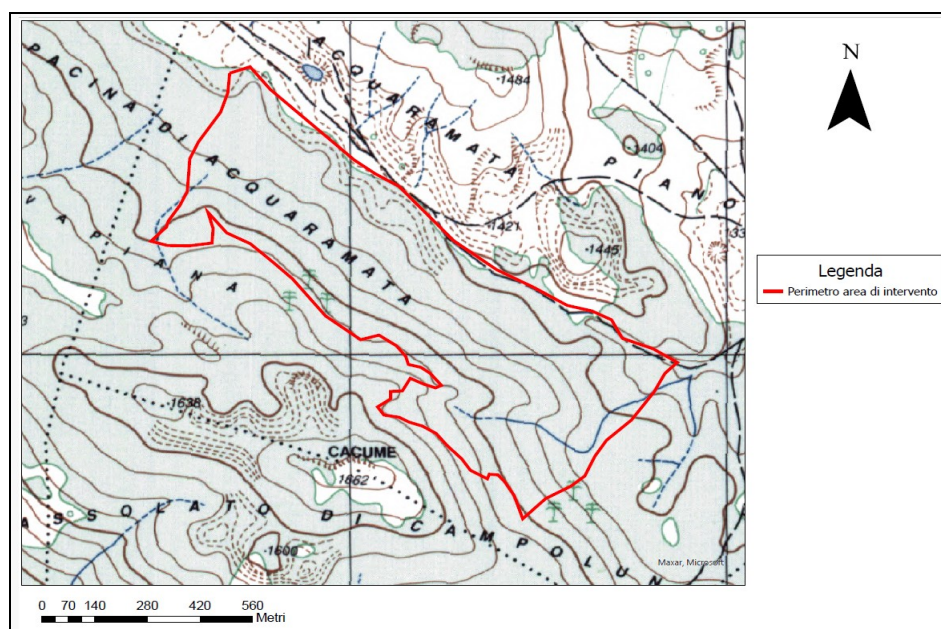 N
PACINA DI ACQUARAMATA
ACQUARAMATA
PIANO
1484
1404
1421
1445
VAPIANA
Legenda
Perimetro area di intervento
1638
CACUME
1662
ASSOLATO DI CAMPOLUN
1600
Maxar, Microsoft
0 70 140 280 420 560
Metri